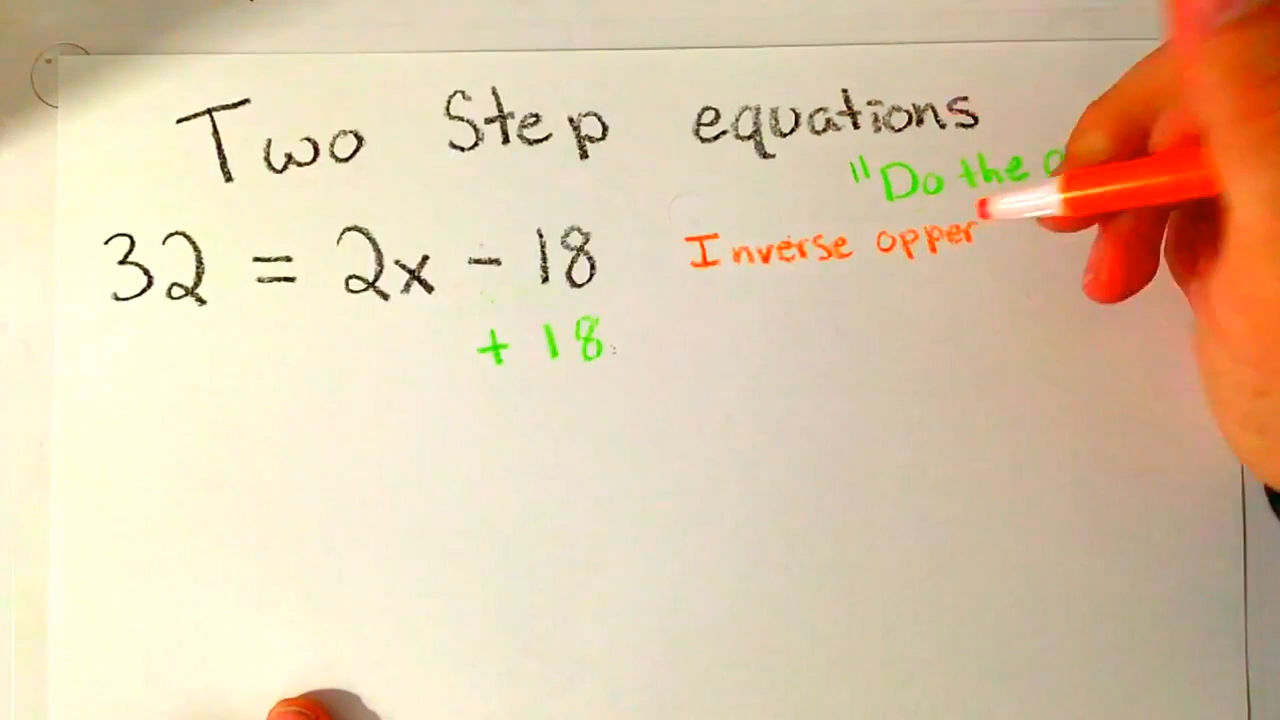 Two Step equations
"Do the
Inverse opper
32 = 2x - 18
+ 18